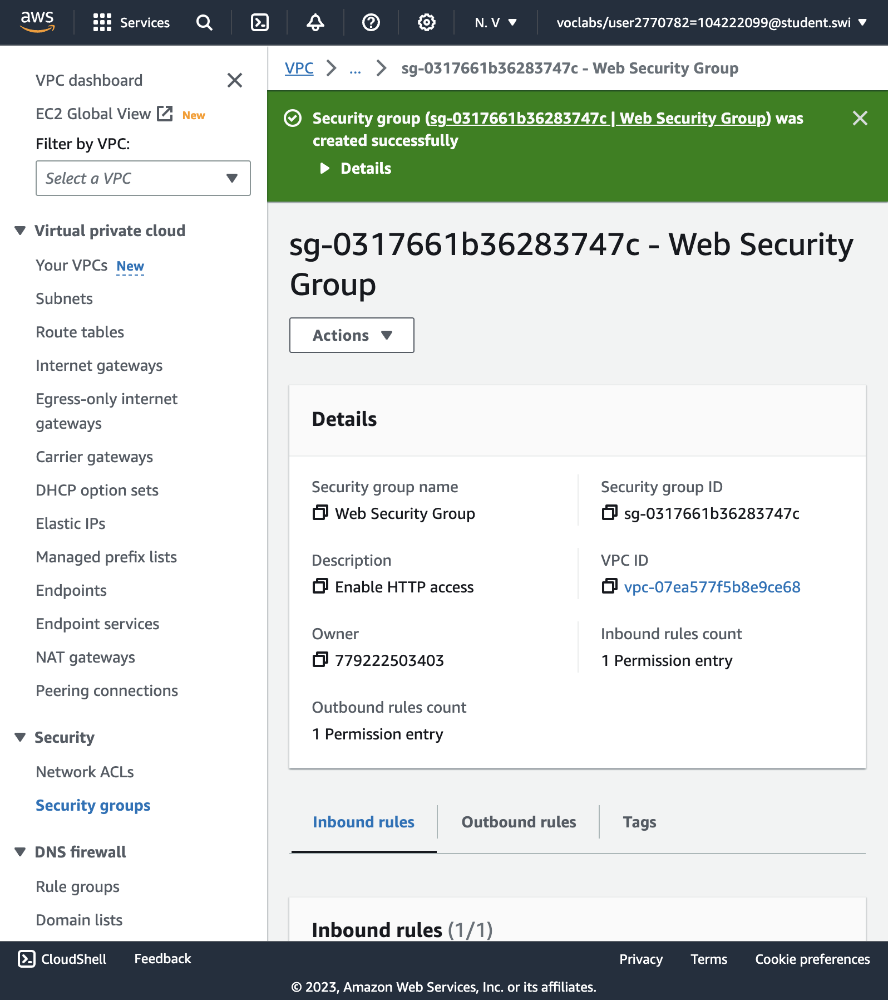 aws
Services
N. V
voclabs/user2770782=104222099@student.swi
VPC dashboard
EC2 Global View New
Filter by VPC:
Select a VPC
Virtual private cloud
Your VPCs New
Subnets
Route tables
Internet gateways
Egress-only internet
gateways
Carrier gateways
DHCP option sets
Elastic IPs
Managed prefix lists
Endpoints
Endpoint services
NAT gateways
Peering connections
Security
Network ACLs
Security groups
DNS firewall
Rule groups
Domain lists
VPC ... sg-0317661b36283747c - Web Security Group
Security group (sg-0317661b36283747c | Web Security Group) was
created successfully
Details
sg-0317661b36283747c - Web Security
Group
Actions
Details
Security group name
Web Security Group
Security group ID
sg-0317661b36283747c
Description
Enable HTTP access
VPC ID
vpc-07ea577f5b8e9ce68
Owner
779222503403
Inbound rules count
1 Permission entry
Outbound rules count
1 Permission entry
Inbound rules
Outbound rules
Tags
Inbound rules (1/1)
CloudShell
Feedback
Privacy
Terms
Cookie preferences
© 2023, Amazon Web Services, Inc. or its affiliates.